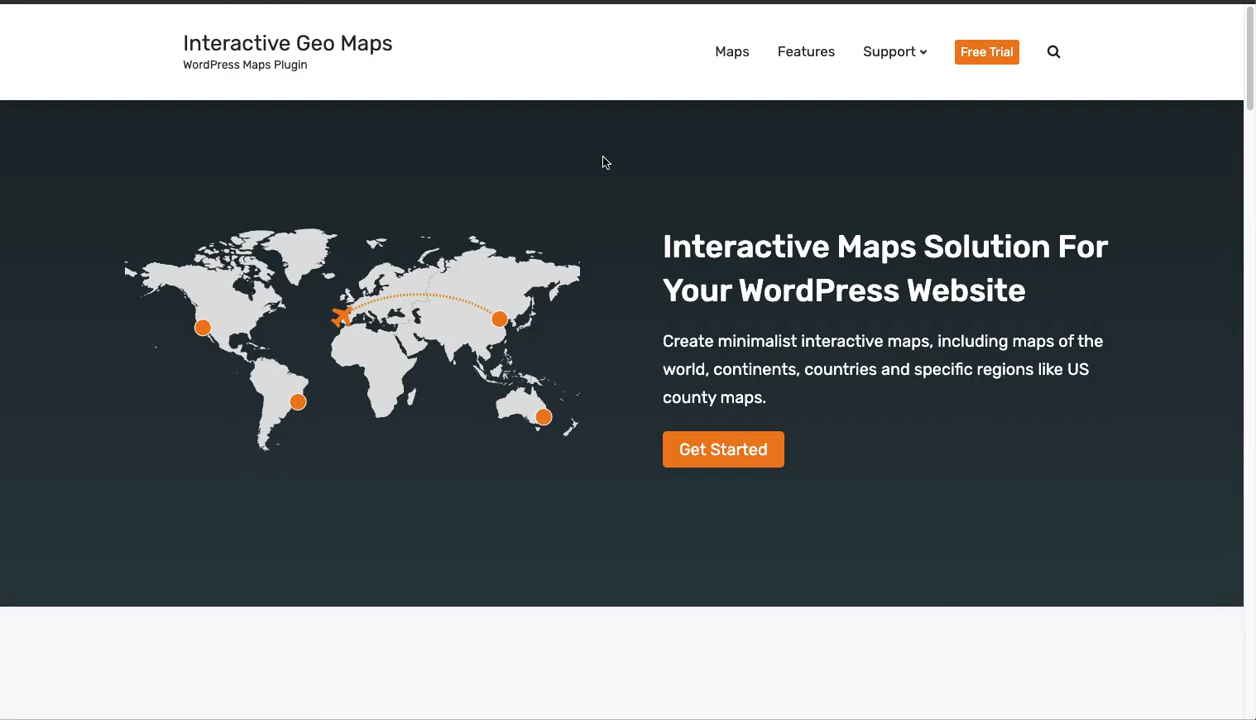 Interactive Geo Maps
WordPress Maps Plugin
Maps
Features
Support
Free Trial
Interactive Maps Solution For
Your WordPress Website
Create minimalist interactive maps, including maps of the
world, continents, countries and specific regions like US
county maps.
Get Started